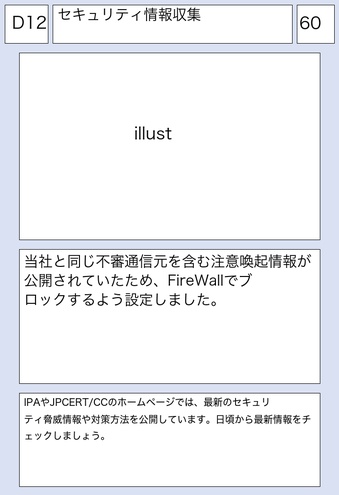 D12
セキュリティ情報収集
60
illust
当社と同じ不審通信元を含む注意喚起情報が
公開されていたため、FireWallでブ
ロックするよう設定しました。
IPAやJPCERT/CCのホームページでは、最新のセキュリ
ティ脅威情報や対策方法を公開しています。日頃から最新情報をチ
ェックしましょう。